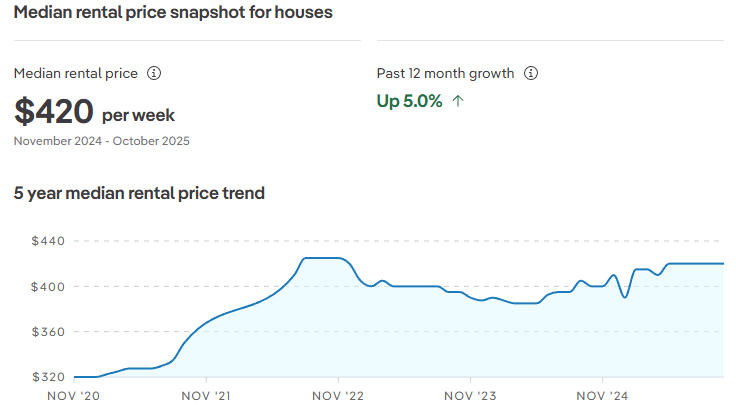 Median rental price snapshot for houses
Median rental price
Past 12 month growth
$420 per week
Up 5.0% ↑
November 2024 - October 2025
5 year median rental price trend
$440
$400
$360
$320
NOV '20 NOV '21 NOV '22 NOV '23 NOV '24